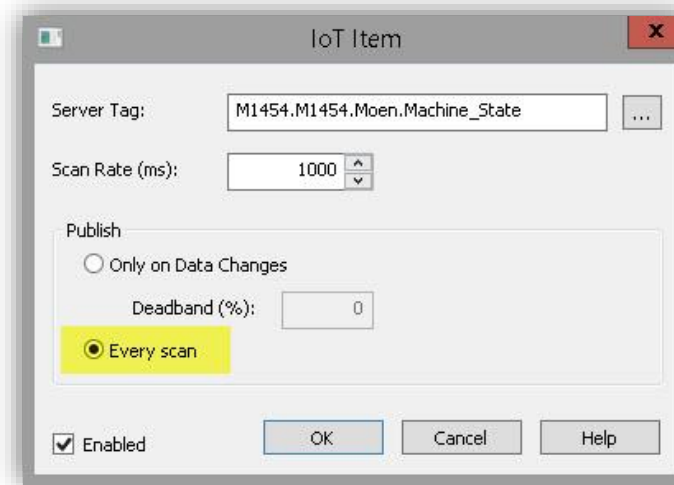 IoT Item
x
Server Tag: M1454.M1454.Moen.Machine_State ...
Scan Rate (ms): 1000
Publish
Only on Data Changes
Deadband (%): 0
Every scan
Enabled OK Cancel Help